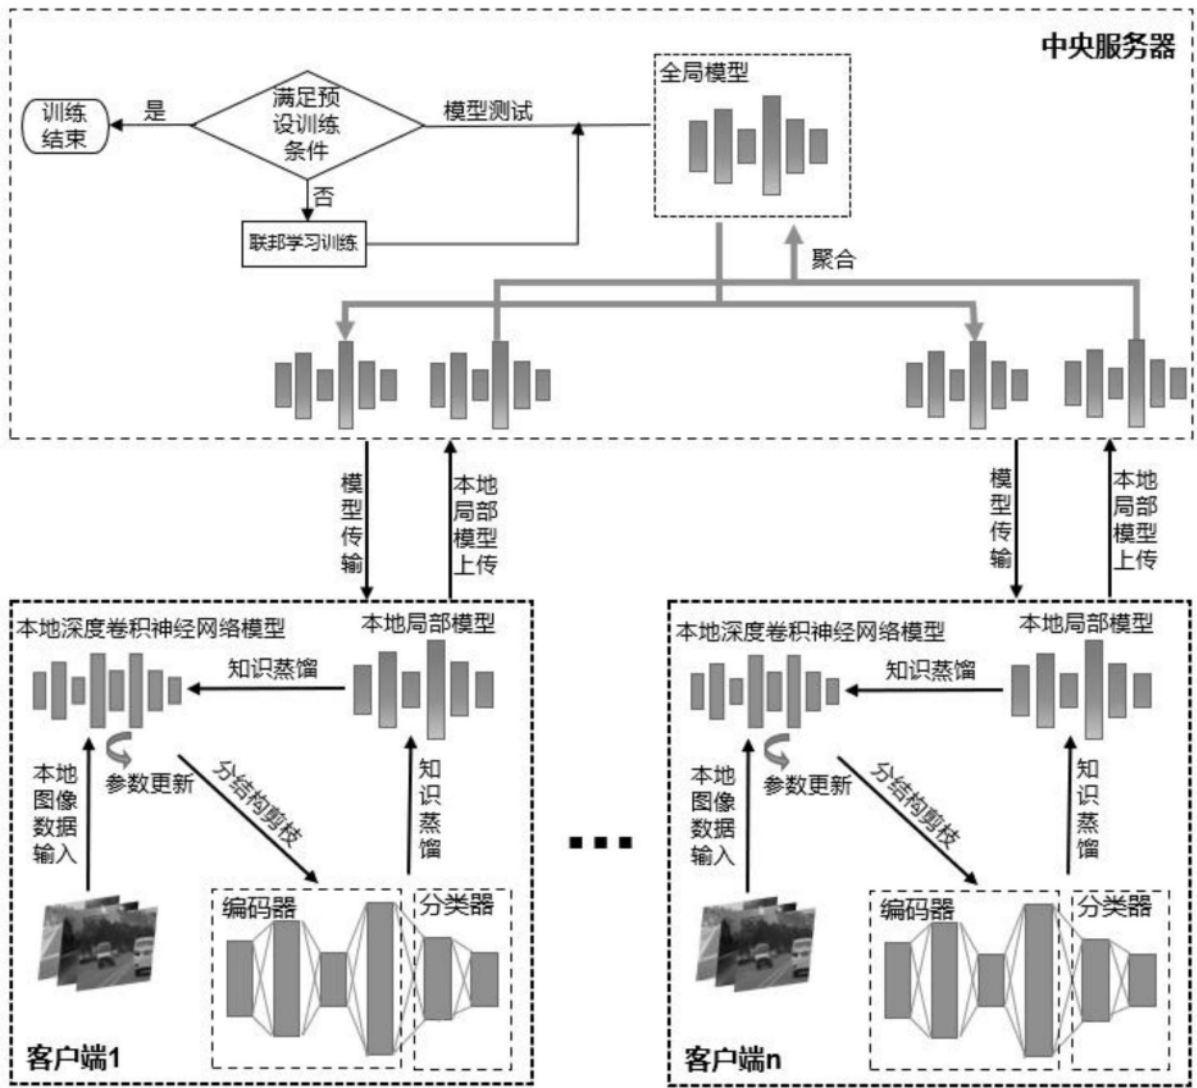 中央服务器
全局模型
训练
结束
是
满足预
设训练
条件
模型测试
否
联邦学习训练
聚合
模
型
传
输
本地
局部
模型
上传
模
型
传
输
本地
局部
模型
上传
本地深度卷积神经网络模型
本地局部模型
知识蒸馏
本地
图像
数据
输入
参数更新
分结构剪枝
知
识
蒸
馏
编码器
分类器
客户端1
本地深度卷积神经网络模型
本地局部模型
知识蒸馏
本地
图像
数据
输入
参数更新
分结构剪枝
知
识
蒸
馏
编码器
分类器
客户端n